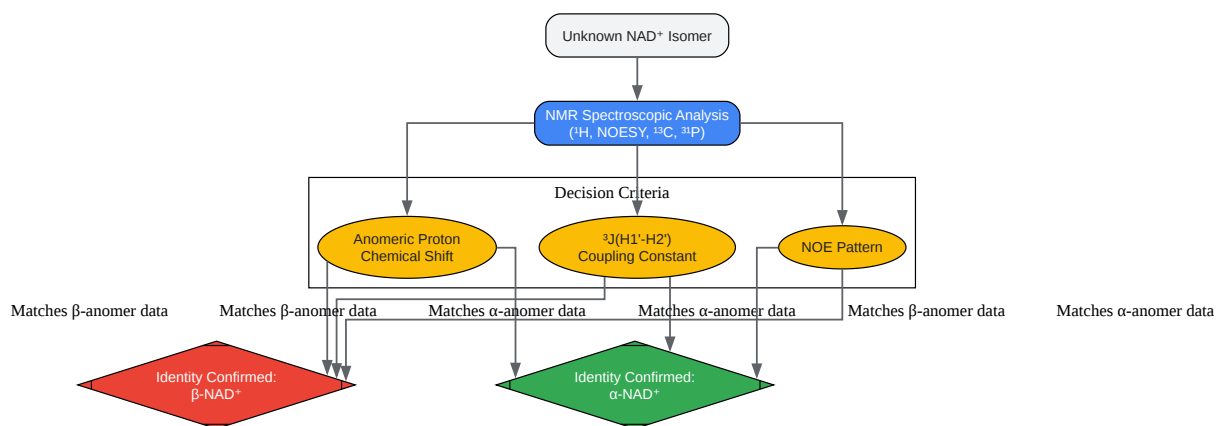 Unknown NAD⁺ Isomer
NMR Spectroscopic Analysis
(¹H, NOESY, ¹³C, ³¹P)
Decision Criteria
Anomeric Proton
Chemical Shift
³J(H1'-H2')
Coupling Constant
NOE Pattern
Matches β-anomer data
Matches β-anomer data
Matches α-anomer data
Matches α-anomer data
Matches β-anomer data
Matches α-anomer data
Identity Confirmed:
β-NAD⁺
Identity Confirmed:
α-NAD⁺